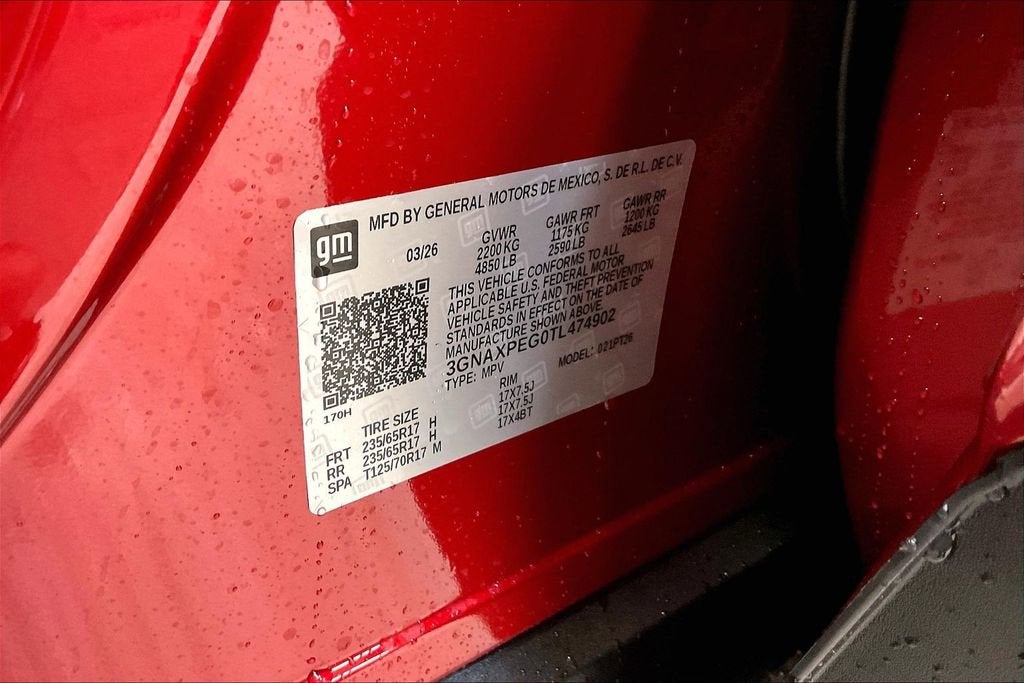 MFD BY GENERAL MOTORS DE MEXICO, S. DE R.L. DE C.V.
gm
03/26
GVWR GAWR FRT GAWR RR
2200 KG 1175 KG 1200 KG
4850 LB 2590 LB 2645 LB
THIS VEHICLE CONFORMS TO ALL
APPLICABLE U.S. FEDERAL MOTOR
VEHICLE SAFETY AND THEFT PREVENTION
STANDARDS IN EFFECT ON THE DATE OF
MANUFACTURE SHOWN ABOVE.
3GNAXPEG0TL474902
TYPE: MPV MODEL: 021PT26
170H
TIRE SIZE RIM
FRT 235/65R17 H 17X7.5J
RR 235/65R17 H 17X7.5J
SPA T125/70R17 M 17X4BT